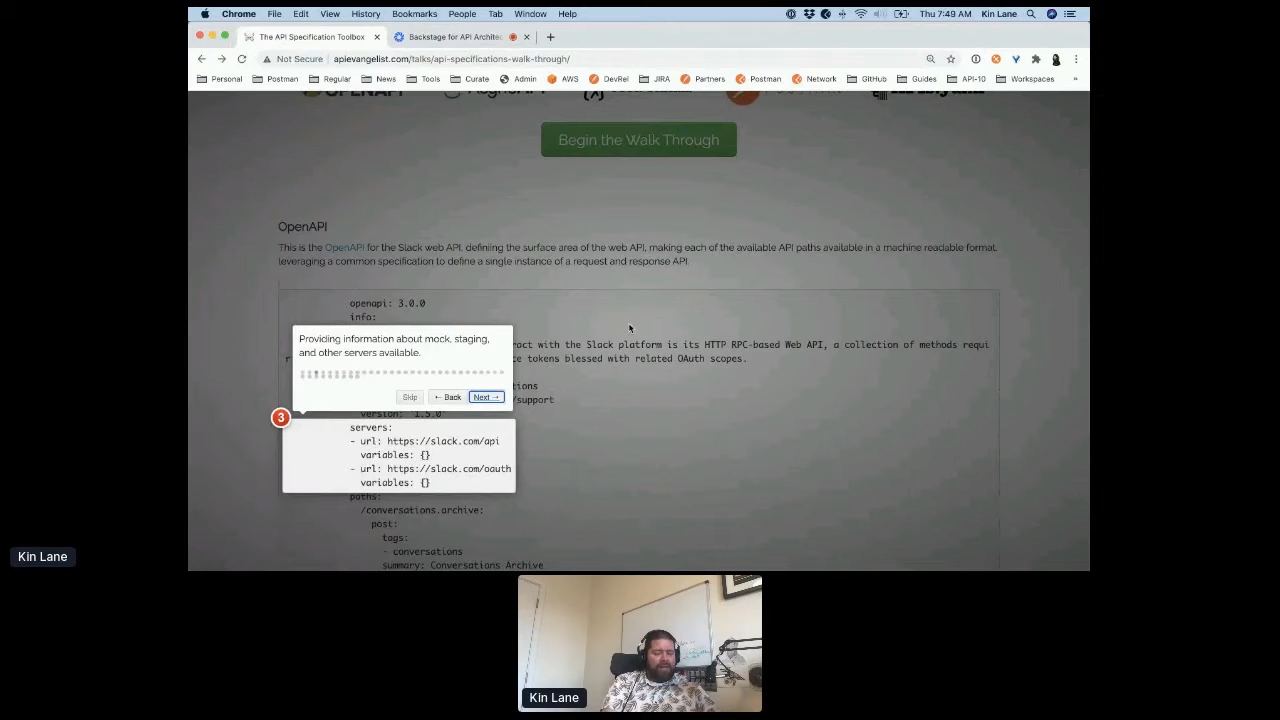 Chrome File Edit View History Bookmarks People Tab Window Help Thu 7:49 AM Kin Lane
The API Specification Toolbox Backstage for API Architec
Not Secure apievangelist.com/talks/api-specifications-walk-through/
Personal Postman Regular News Tools Curate Admin AWS DevRel JIRA Partners Postman Network GitHub Guides API-10 Workspaces »
Begin the Walk Through
OpenAPI
This is the OpenAPI for the Slack web API, defining the surface area of the web API, making each of the available API paths available in a machine readable format,
leveraging a common specification to define a single instance of a request and response API.
openapi: 3.0.0
info:
Providing information about mock, staging,
and other servers available.
ract with the Slack platform is its HTTP RPC-based Web API, a collection of methods requi
r
ce tokens blessed with related OAuth scopes.
tions
/support
Skip ← Back Next →
version: '1.5.0'
3
servers:
- url: https://slack.com/api
variables: {}
- url: https://slack.com/oauth
variables: {}
paths:
/conversations.archive:
post:
tags:
- conversations
summary: Conversations Archive
Kin Lane
Kin Lane